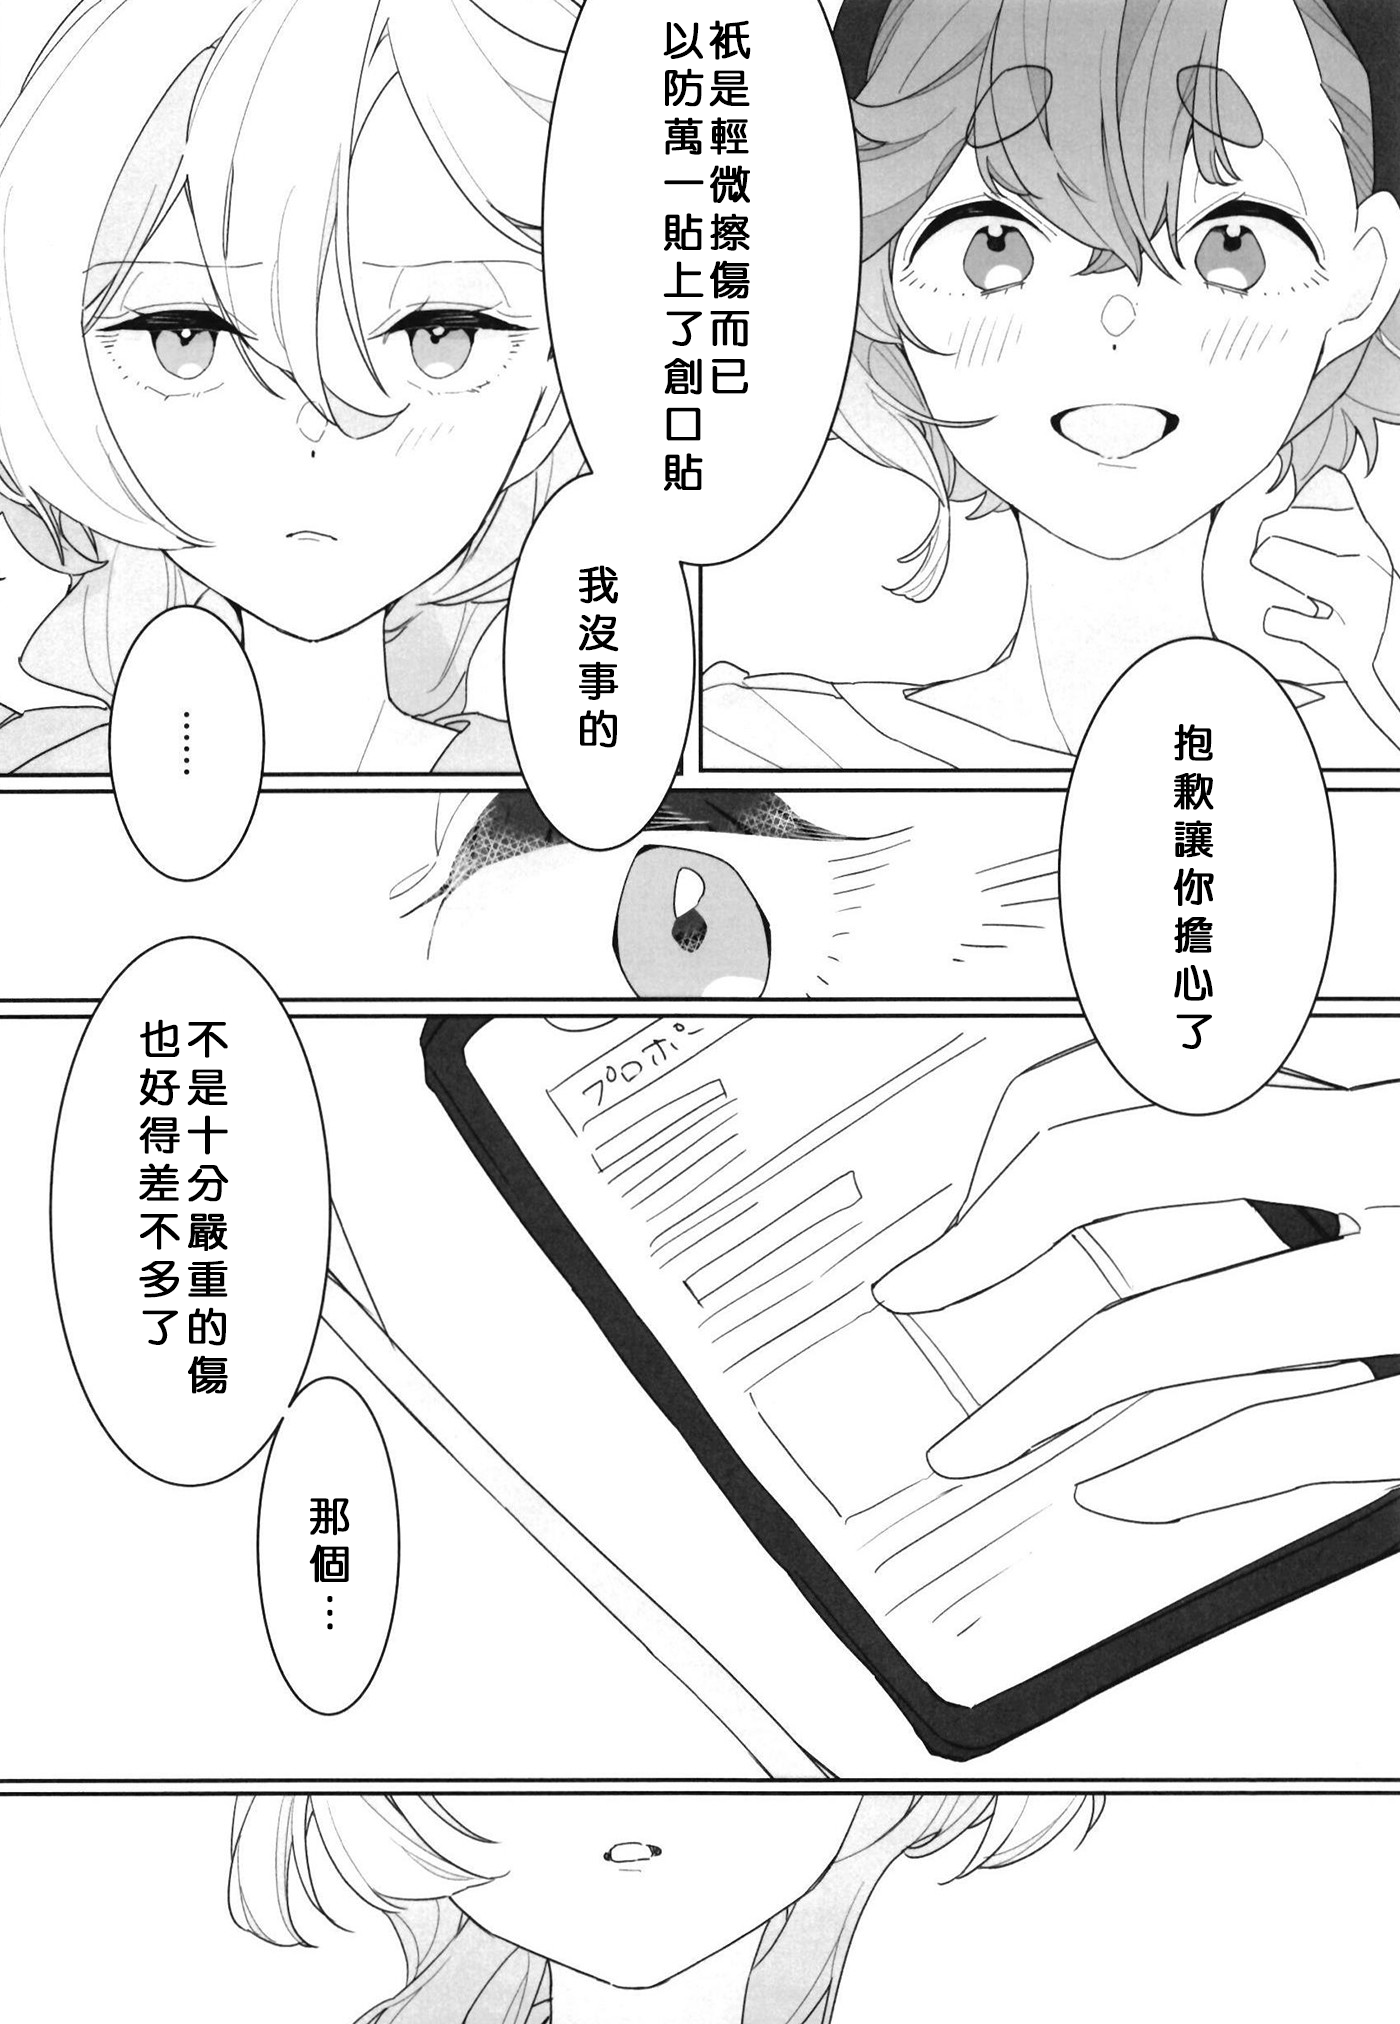 衹是輕微擦傷而已
以防萬一貼上了創口貼
我沒事的
抱歉讓你擔心了
……
不是十分嚴重的傷
也好得差不多了
那個…
プロポー